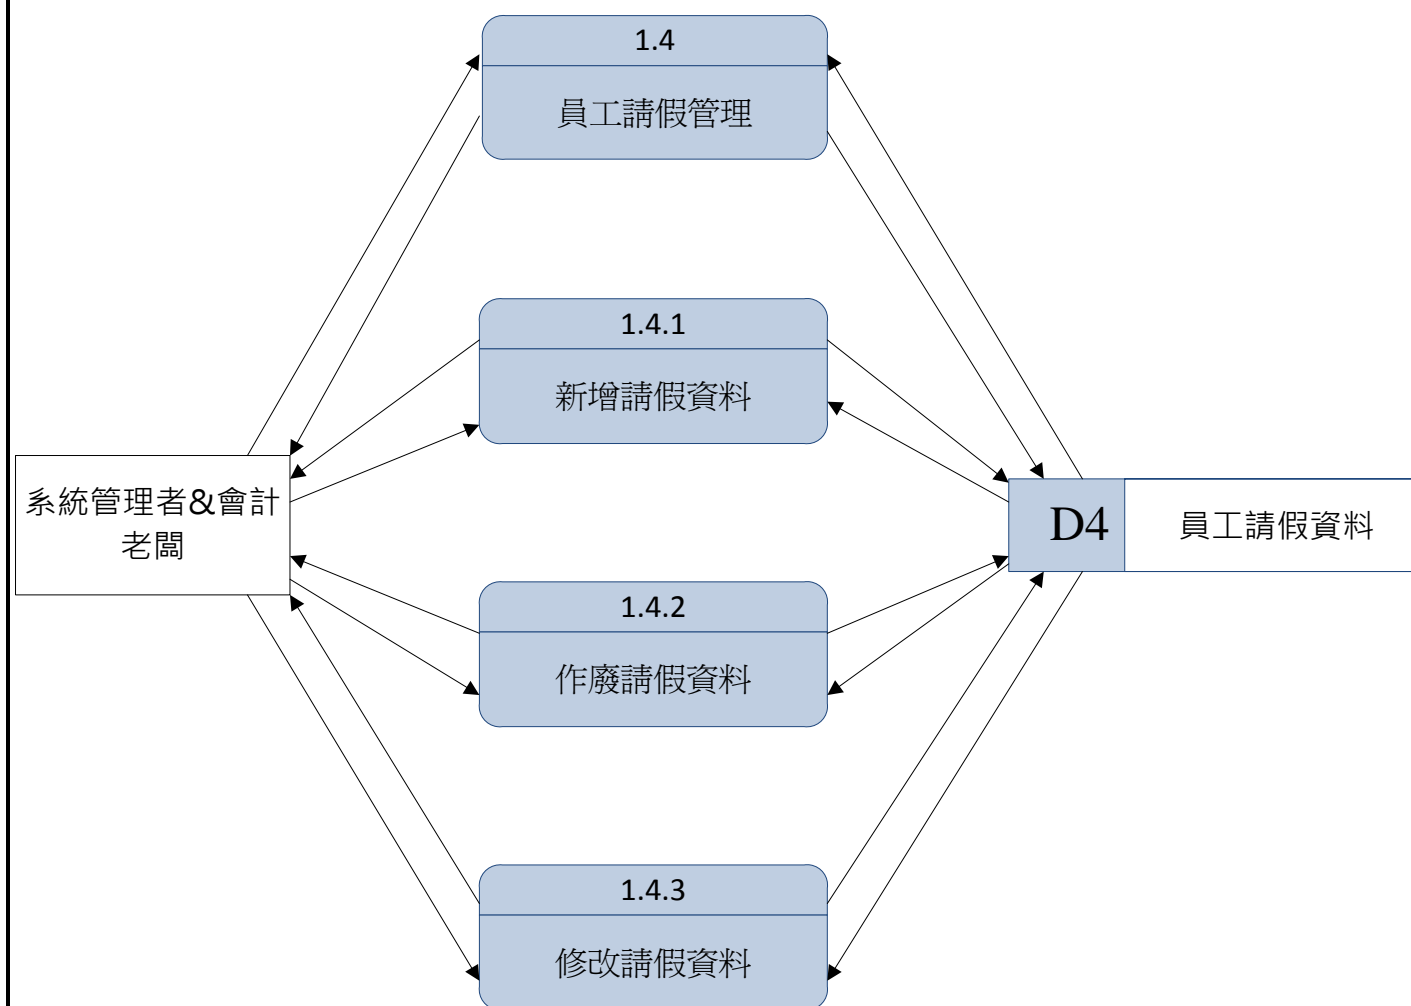 1.4
員工請假管理
1.4.1
新增請假資料
系統管理者&會計
老闆
D4
員工請假資料
1.4.2
作廢請假資料
1.4.3
修改請假資料